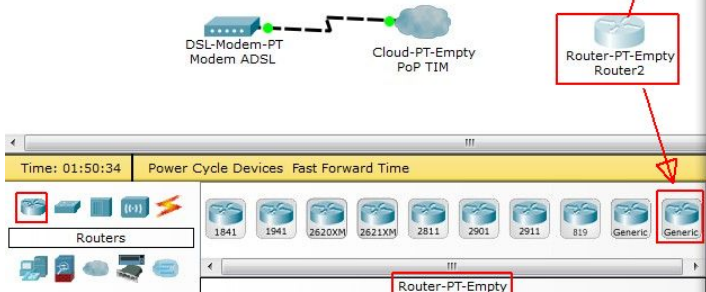 DSL-Modem-PT
Modem ADSL
Cloud-PT-Empty
PoP TIM
Router-PT-Empty
Router2
Time: 01:50:34 Power Cycle Devices Fast Forward Time
Routers
1841 1941 2620XM 2621XM 2811 2901 2911 819 Generic Generic
Router-PT-Empty